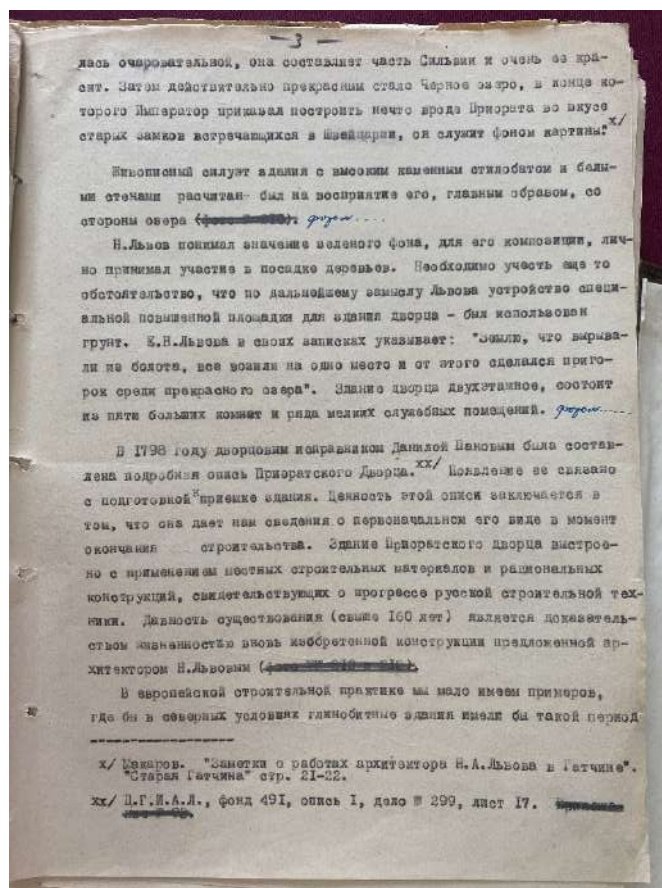 — 3 —
лась очаровательной, она составляет часть Сильвии и очень ее кра-
сит. Затем действительно прекрасным стало Черное озеро, в конце ко-
торого Император приказал построить нечто вроде Приората во вкусе
старых замков встречающихся в Швейцарии, он служит фоном картины". х/
Живописный силуэт здания с высоким каменным стилобатом и белы-
ми стенами расчитан был на восприятие его, главным образом, со
стороны озера
Н.Львов понимал значение зеленого фона, для его композиции, лич-
но принимал участие в посадке деревьев. Необходимо учесть еще то
обстоятельство, что по дальнейшему замыслу Львова устройство специ-
альной повышенной площадки для здания дворца - был использован
грунт. Е.Н.Львова в своих записках указывает: "Землю, что вырыва-
ли из болота, все возили на одно место и от этого сделался приго-
рок среди прекрасного озера". Здание дворца двухэтажное, состоит
из пяти больших комнат и ряда мелких служебных помещений.
В 1798 году дворцовым исправником Данилой Пановым была состав-
лена подробная опись Приоратского Дворца. хх/ Появление ее связано
с подготовкой к приемке здания. Ценность этой описи заключается в
том, что она дает нам сведения о первоначальном его виде в момент
окончания строительства. Здание Приоратского дворца выстрое-
но с применением местных строительных материалов и рациональных
конструкций, свидетельствующих о прогрессе русской строительной тех-
ники. Давность существования (свыше 160 лет) является доказатель-
ством жизненностью вновь изобретенной конструкции предложенной ар-
хитектором Н.Львовым
В европейской строительной практике мы мало имеем примеров,
где бы в северных условиях глинобитные здания имели бы такой период
х/ Макаров. "Заметки о работах архитектора Н.А.Львова в Гатчине".
"Старая Гатчина" стр. 21-22.
хх/ Ц.Г.И.А.Л., фонд 491, опись I, дело № 299, лист 17.